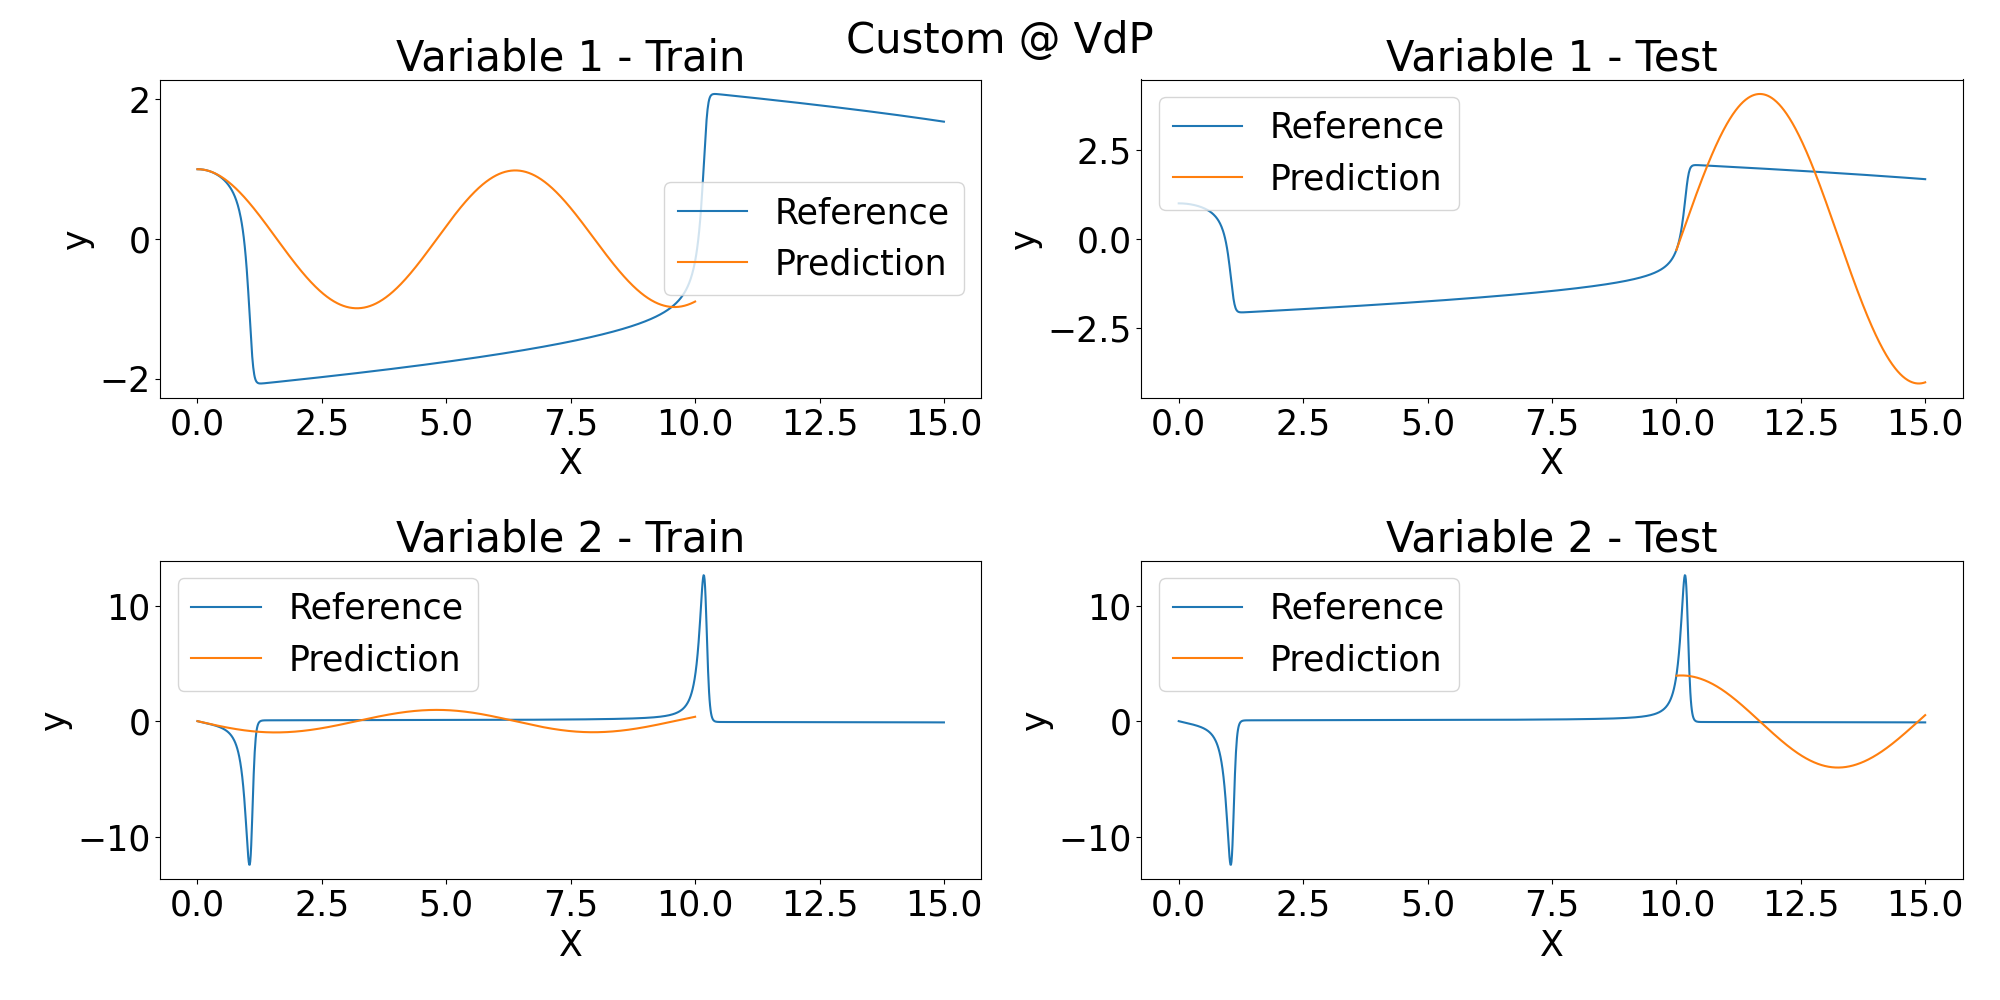 Custom @ VdP
Variable 1 - Train
2
0
−2
y
0.0 2.5 5.0 7.5 10.0 12.5 15.0
X
Reference
Prediction
Variable 1 - Test
2.5
0.0
−2.5
y
0.0 2.5 5.0 7.5 10.0 12.5 15.0
X
Reference
Prediction
Variable 2 - Train
10
0
−10
y
0.0 2.5 5.0 7.5 10.0 12.5 15.0
X
Reference
Prediction
Variable 2 - Test
10
0
−10
y
0.0 2.5 5.0 7.5 10.0 12.5 15.0
X
Reference
Prediction